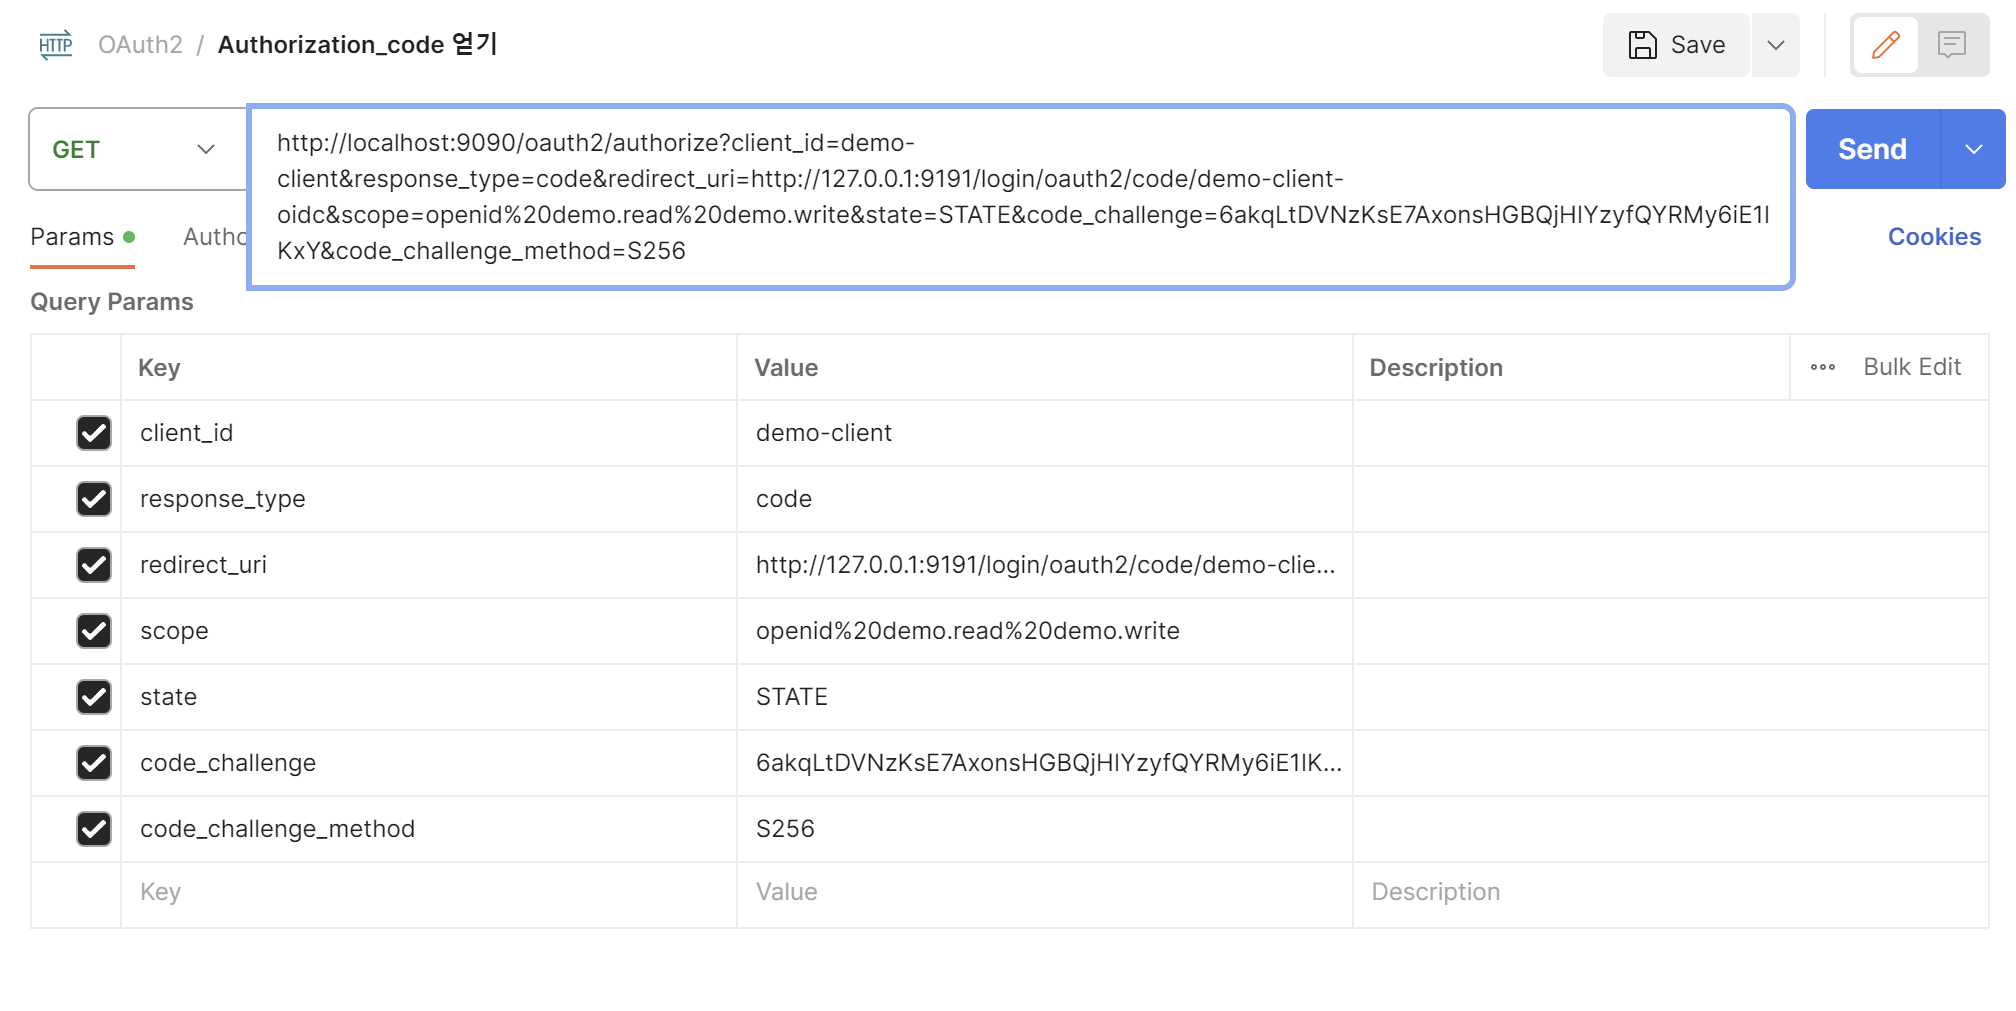 HTTP OAuth2 / Authorization_code 얻기
Save
GET
http://localhost:9090/oauth2/authorize?client_id=demo-
client&response_type=code&redirect_uri=http://127.0.0.1:9191/login/oauth2/code/demo-client-
oidc&scope=openid%20demo.read%20demo.write&state=STATE&code_challenge=6akqLtDVNzKsE7AxonsHGBQjHIYzyfQYRMy6iE1I
KxY&code_challenge_method=S256
Send
Params Autho
Cookies
Query Params
Key Value Description Bulk Edit
client_id demo-client
response_type code
redirect_uri http://127.0.0.1:9191/login/oauth2/code/demo-clie...
scope openid%20demo.read%20demo.write
state STATE
code_challenge 6akqLtDVNzKsE7AxonsHGBQjHIYzyfQYRMy6iE1IK...
code_challenge_method S256
Key Value Description